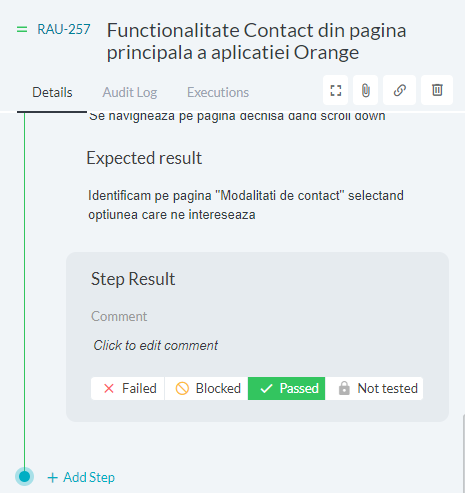 RAU-257
Functionalitate Contact din pagina
principala a aplicatiei Orange
Details
Audit Log
Executions
Se navigheaza pe pagina dechisa dand scroll down
Expected result
Identificam pe pagina "Modalitati de contact" selectand
optiunea care ne intereseaza
Step Result
Comment
Click to edit comment
Failed
Blocked
Passed
Not tested
+ Add Step